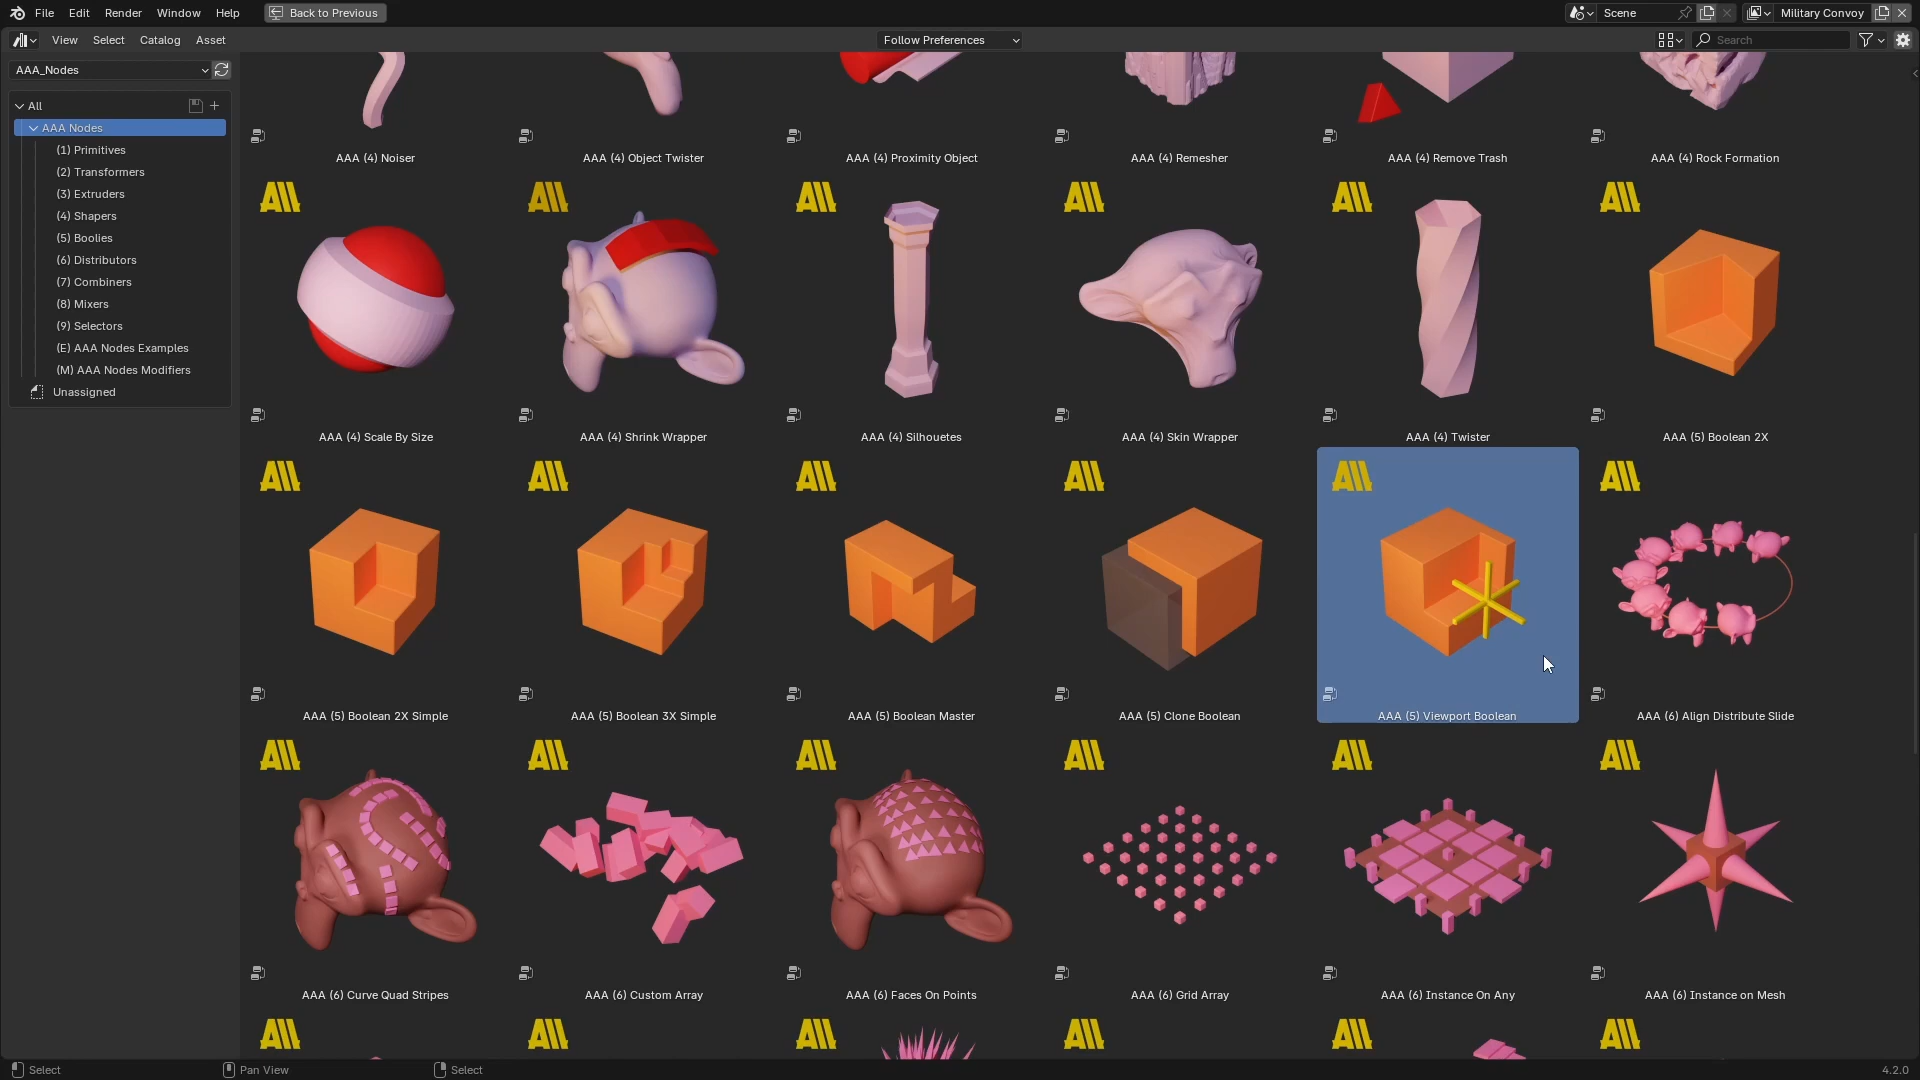 File Edit Render Window Help Back to Previous Scene Military Convoy
View Select Catalog Asset Follow Preferences Search
AAA_Nodes
All
AAA Nodes
(1) Primitives
(2) Transformers
(3) Extruders
(4) Shapers
(5) Boolies
(6) Distributors
(7) Combiners
(8) Mixers
(9) Selectors
(E) AAA Nodes Examples
(M) AAA Nodes Modifiers
Unassigned
AAA (4) Noiser AAA (4) Object Twister AAA (4) Proximity Object AAA (4) Remesher AAA (4) Remove Trash AAA (4) Rock Formation
AAA (4) Scale By Size AAA (4) Shrink Wrapper AAA (4) Silhouetes AAA (4) Skin Wrapper AAA (4) Twister AAA (5) Boolean 2X
AAA (5) Boolean 2X Simple AAA (5) Boolean 3X Simple AAA (5) Boolean Master AAA (5) Clone Boolean AAA (5) Viewport Boolean AAA (6) Align Distribute Slide
AAA (6) Curve Quad Stripes AAA (6) Custom Array AAA (6) Faces On Points AAA (6) Grid Array AAA (6) Instance On Any AAA (6) Instance on Mesh
Select Pan View Select 4.2.0